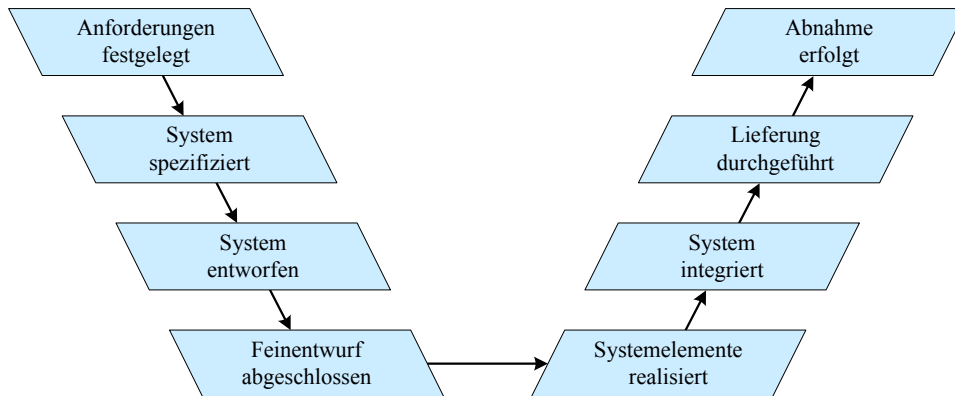 Anforderungen
festgelegt
System
spezifiziert
System
entworfen
Feinentwurf
abgeschlossen
Systemelemente
realisiert
System
integriert
Lieferung
durchgeführt
Abnahme
erfolgt